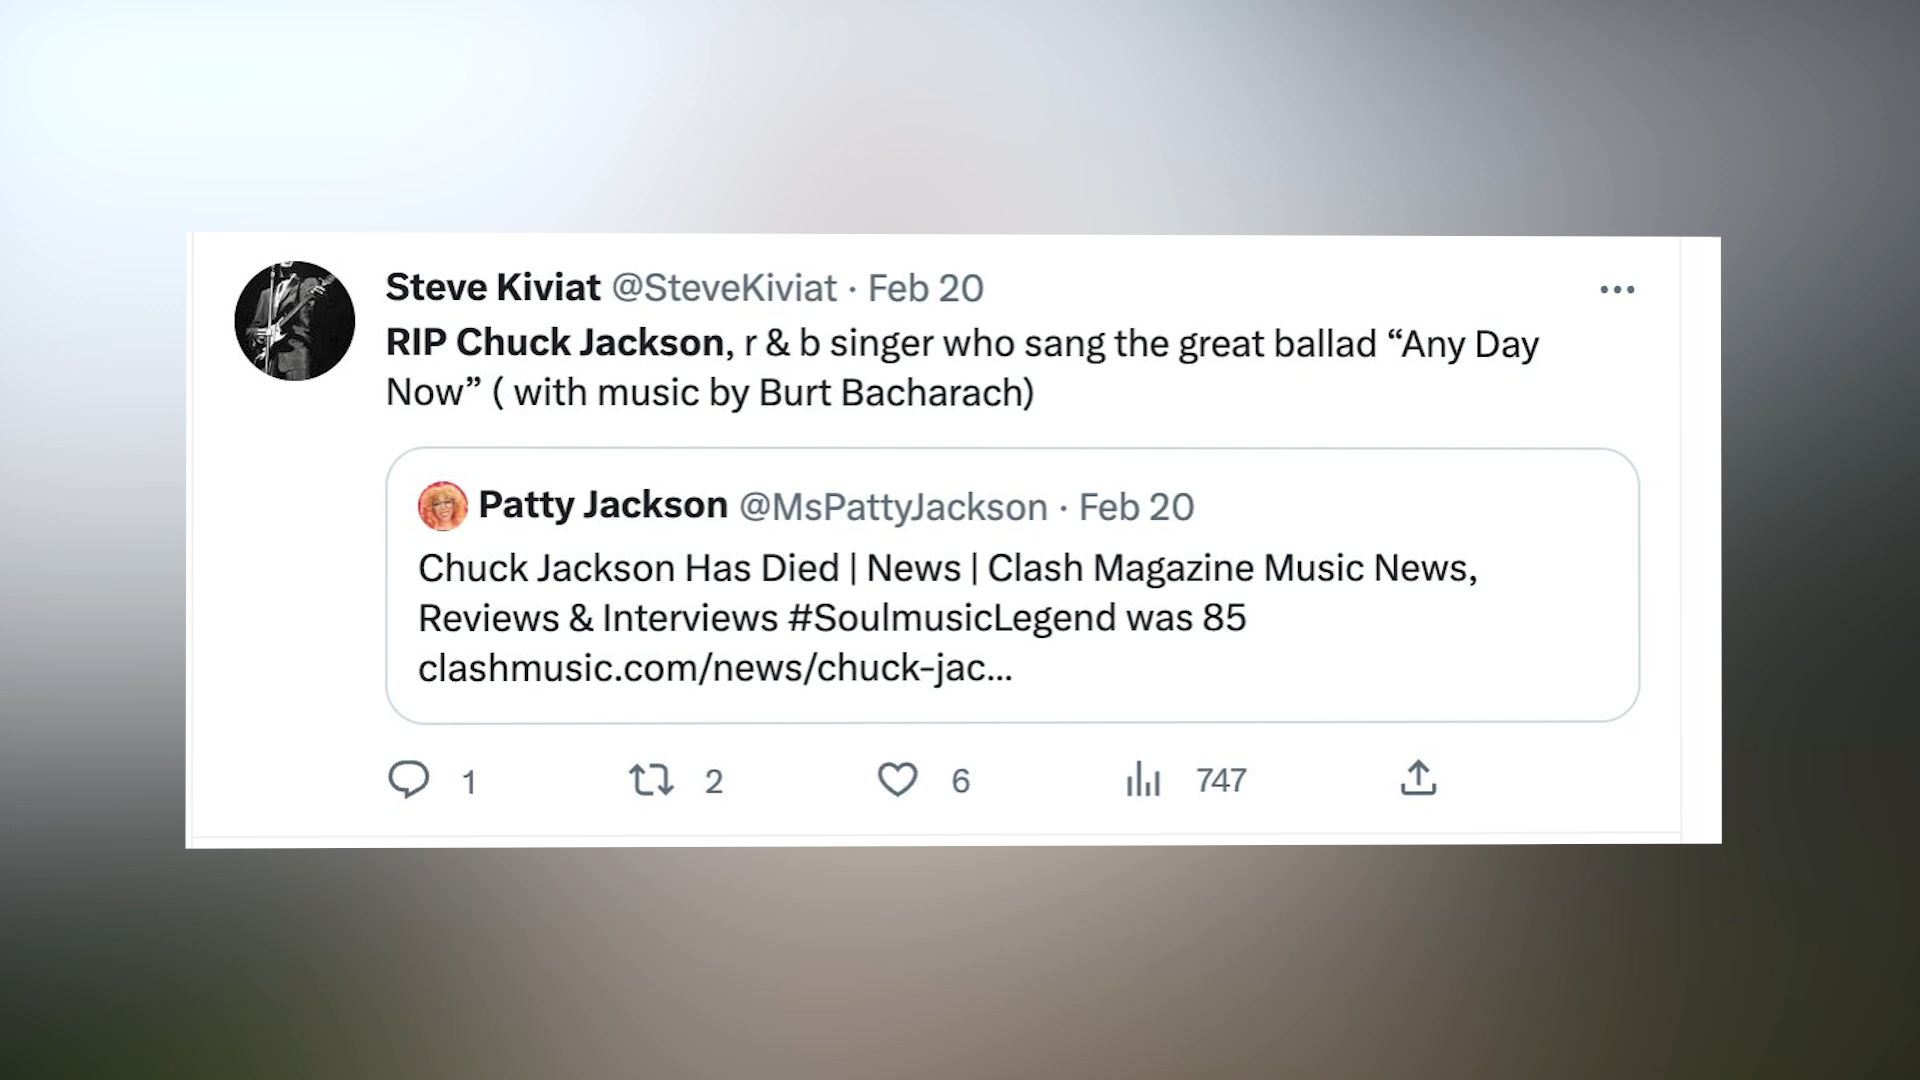 Steve Kiviat @SteveKiviat · Feb 20
RIP Chuck Jackson, r & b singer who sang the great ballad “Any Day
Now” ( with music by Burt Bacharach)
Patty Jackson @MsPattyJackson · Feb 20
Chuck Jackson Has Died | News | Clash Magazine Music News,
Reviews & Interviews #SoulmusicLegend was 85
clashmusic.com/news/chuck-jac...
1 2 6 747